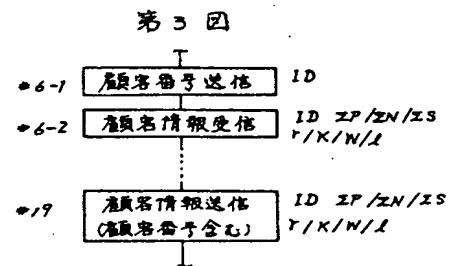 第3図
#6-1 顧客番号送信 ID
#6-2 顧客情報受信 ID ΣP/ΣN/ΣS
r/K/W/l
#19 顧客情報送信 ID ΣP/ΣN/ΣS
(顧客番号含む) r/K/W/l